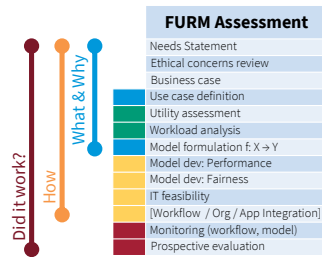 FURM Assessment
Needs Statement
Ethical concerns review
Business case
Use case definition
Utility assessment
Workload analysis
Model formulation f: X → Y
Model dev: Performance
Model dev: Fairness
IT feasibility
[Workflow / Org / App Integration]
Monitoring (workflow, model)
Prospective evaluation
Did it work?
How
What & Why